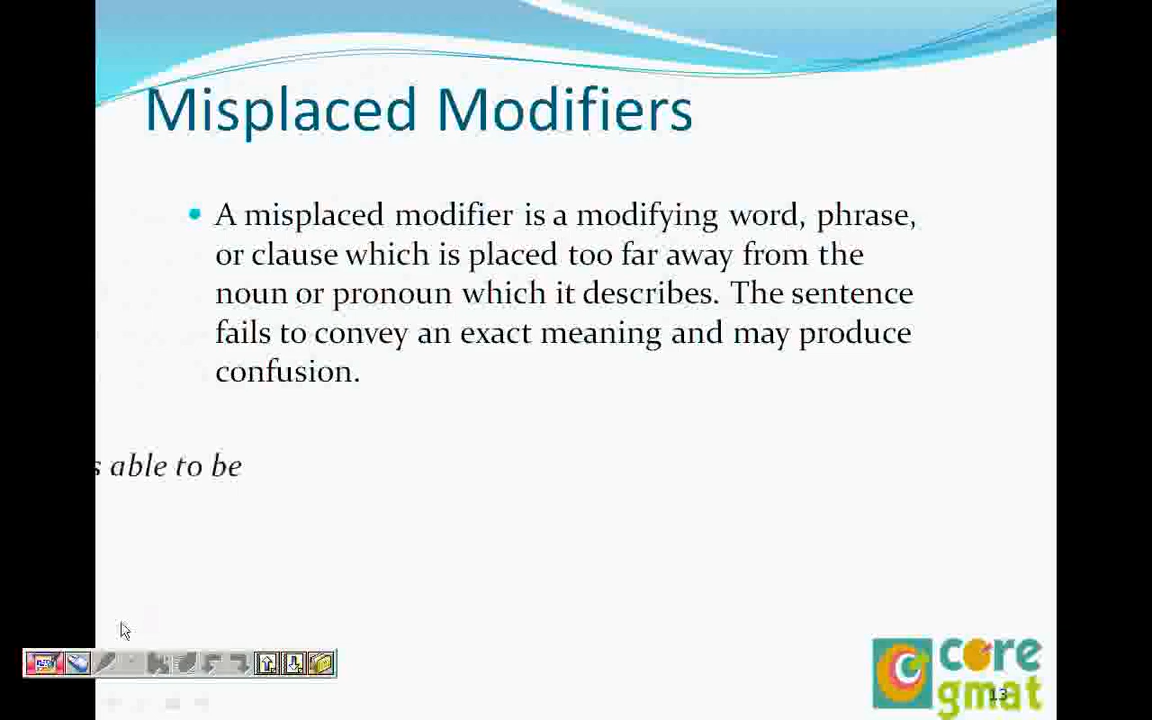 Misplaced Modifiers
• A misplaced modifier is a modifying word, phrase,
or clause which is placed too far away from the
noun or pronoun which it describes. The sentence
fails to convey an exact meaning and may produce
confusion.
s able to be
core
gmat
13